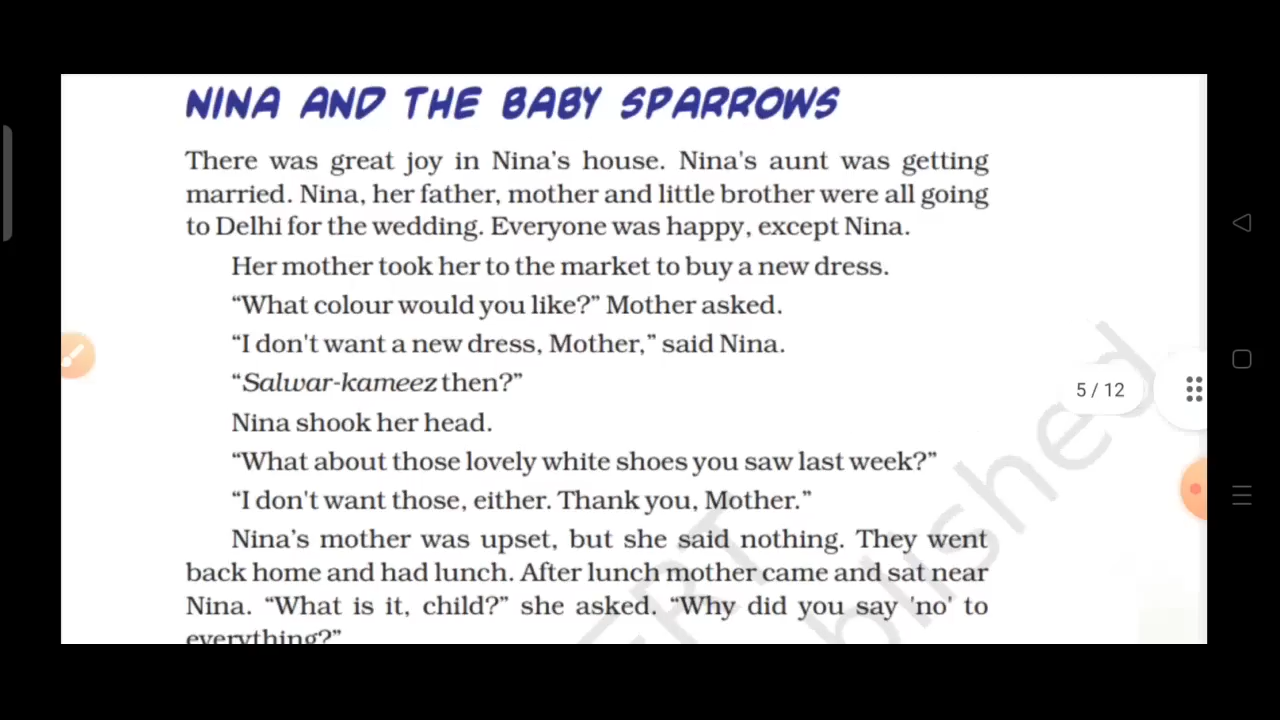 NINA AND THE BABY SPARROWS
There was great joy in Nina’s house. Nina's aunt was getting
married. Nina, her father, mother and little brother were all going
to Delhi for the wedding. Everyone was happy, except Nina.
Her mother took her to the market to buy a new dress.
“What colour would you like?” Mother asked.
“I don't want a new dress, Mother,” said Nina.
“Salwar-kameez then?”
Nina shook her head.
“What about those lovely white shoes you saw last week?”
“I don't want those, either. Thank you, Mother.”
Nina’s mother was upset, but she said nothing. They went
back home and had lunch. After lunch mother came and sat near
Nina. “What is it, child?” she asked. “Why did you say 'no' to
everything?”
5 / 12
ERT
blished